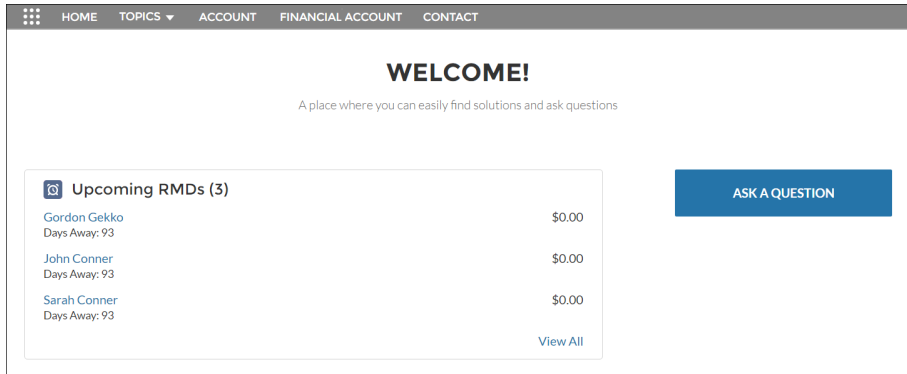 HOME TOPICS ACCOUNT FINANCIAL ACCOUNT CONTACT
WELCOME!
A place where you can easily find solutions and ask questions
Upcoming RMDs (3)
Gordon Gekko $0.00
Days Away: 93
John Conner $0.00
Days Away: 93
Sarah Conner $0.00
Days Away: 93
View All
ASK A QUESTION